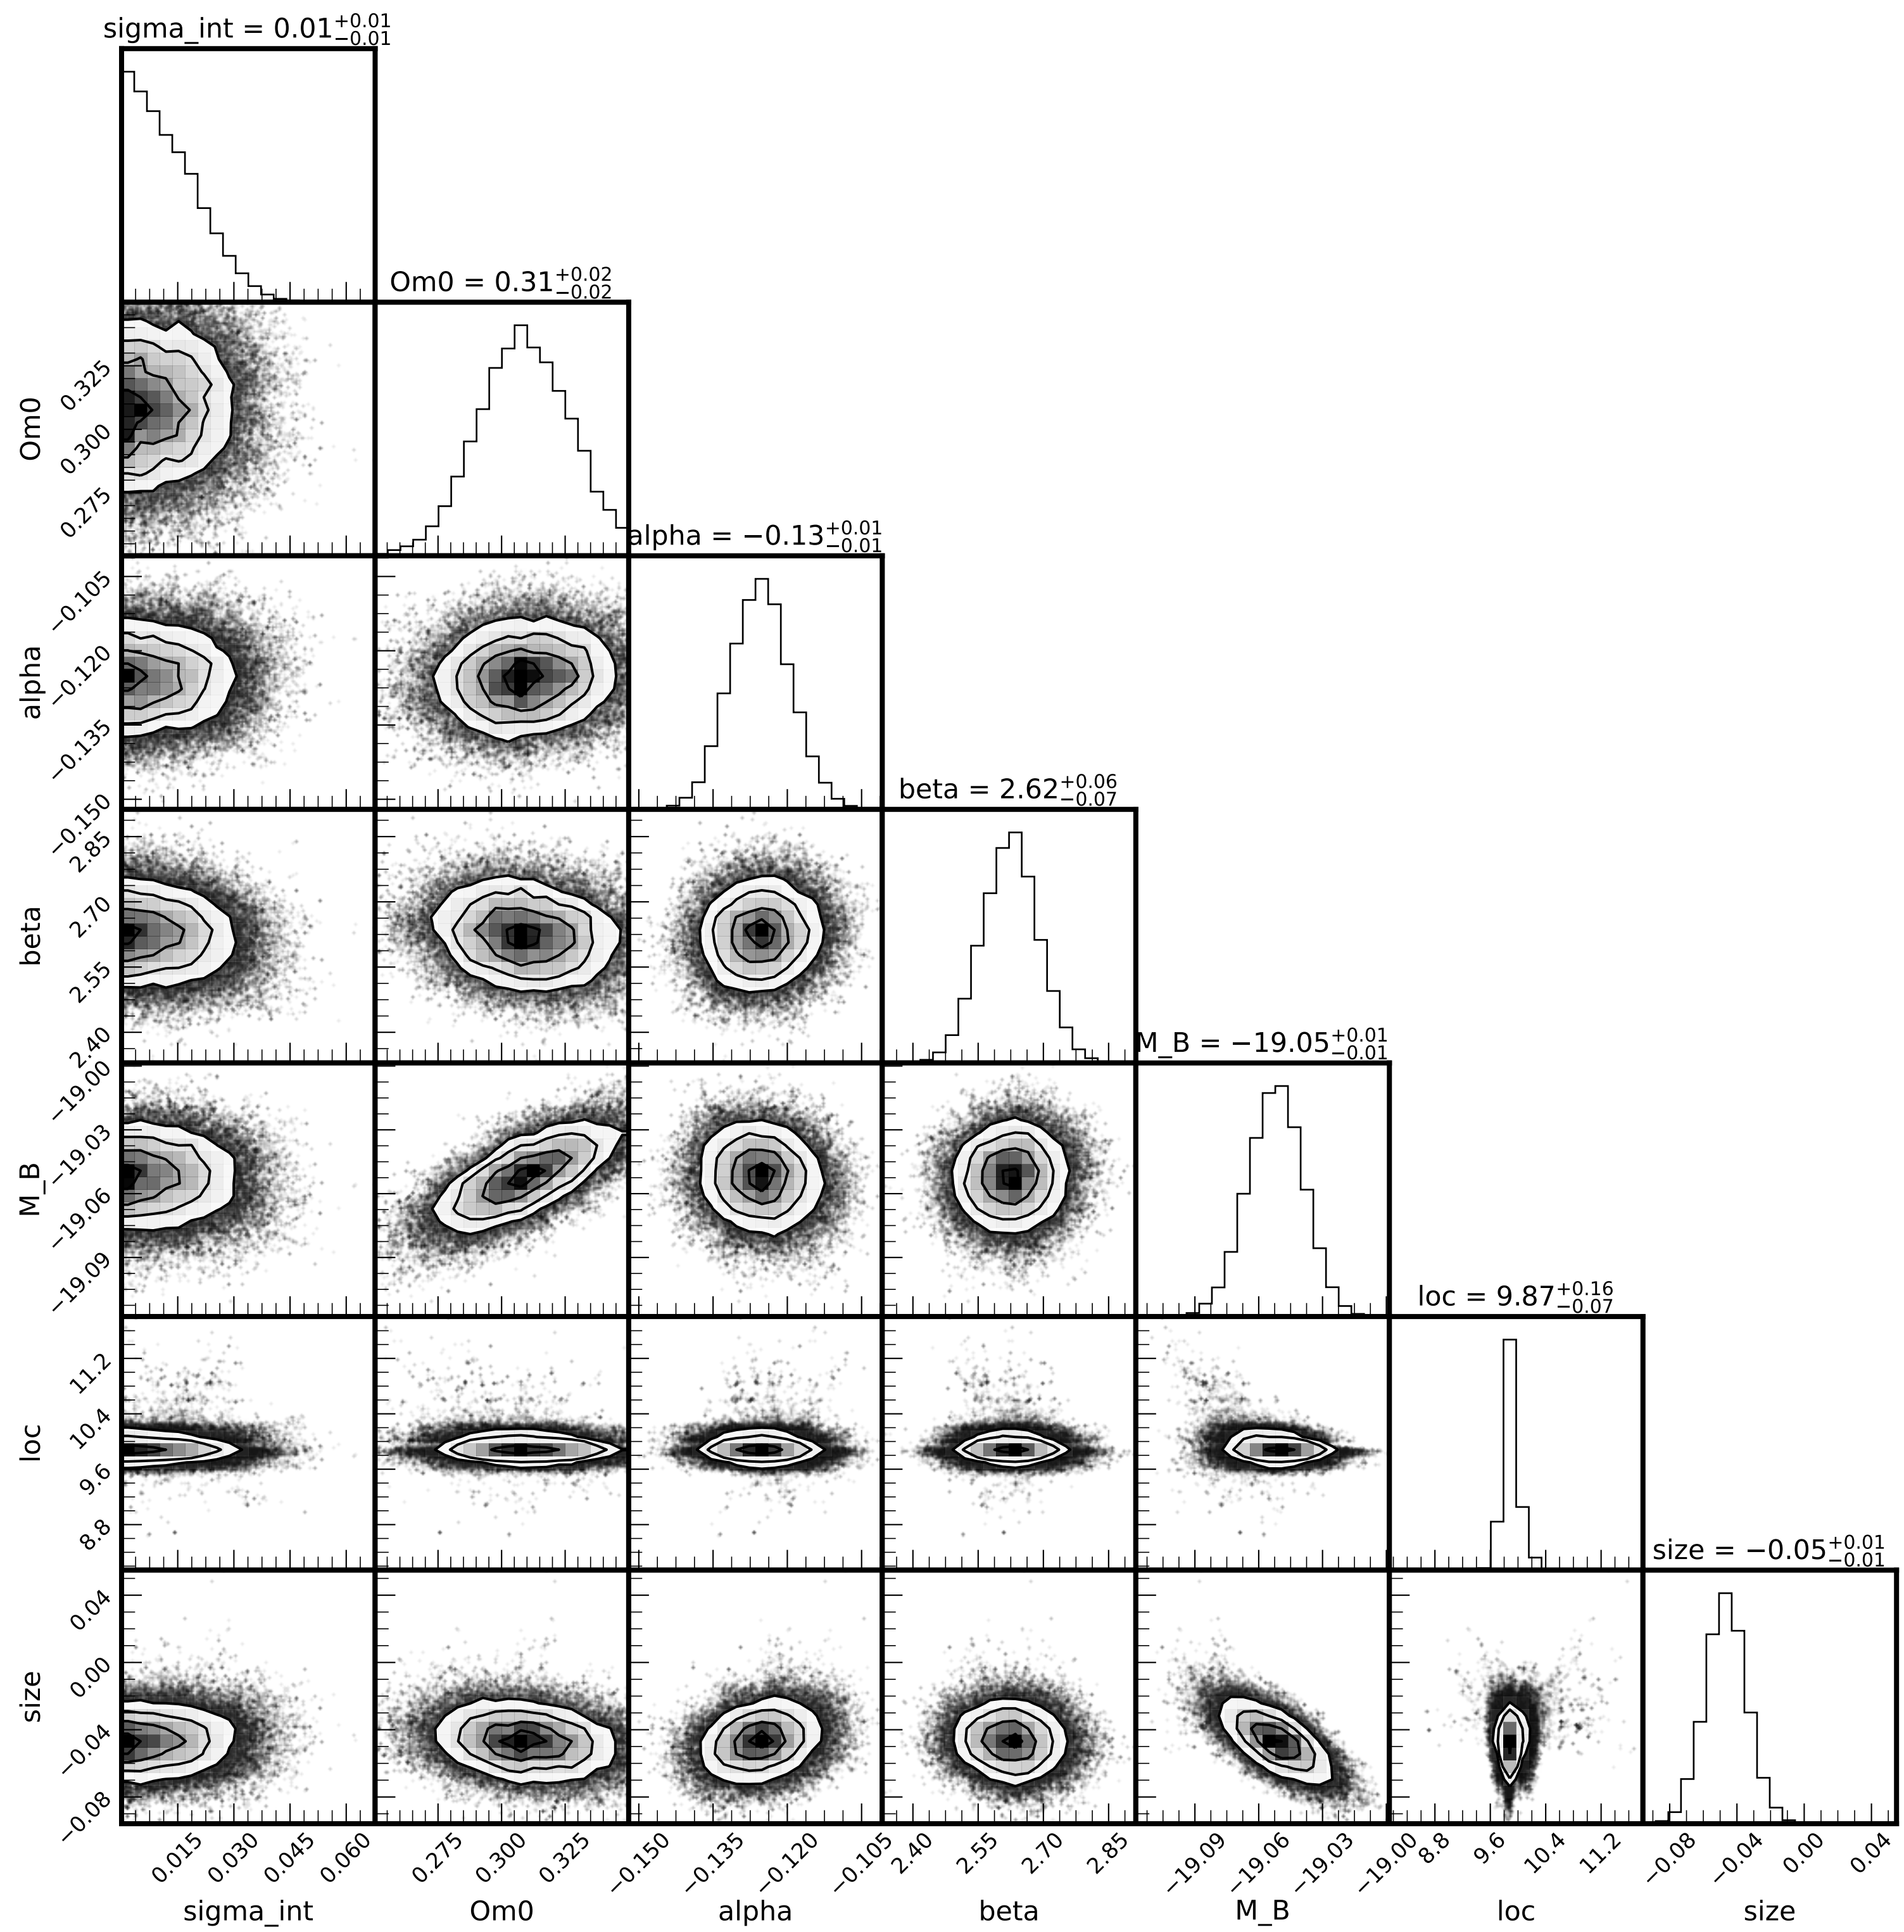 sigma_int = 0.01+0.01−0.01
Om0 = 0.31+0.02−0.02
0.325
0.300
0.275
Om0
alpha = −0.13+0.01−0.01
−0.105
−0.120
−0.135
−0.150
alpha
beta = 2.62+0.06−0.07
2.85
2.70
2.55
2.40
beta
M_B = −19.05+0.01−0.01
−19.00
−19.03
−19.06
−19.09
M_B
loc = 9.87+0.16−0.07
11.2
10.4
9.6
8.8
loc
size = −0.05+0.01−0.01
0.04
0.00
−0.04
−0.08
size
0.015 0.030 0.045 0.060 0.275 0.300 0.325 −0.150 −0.135 −0.120 −0.105 2.40 2.55 2.70 2.85 −19.09 −19.06 −19.03 −19.00 8.8 9.6 10.4 11.2 −0.08 −0.04 0.00 0.04
sigma_int Om0 alpha beta M_B loc size